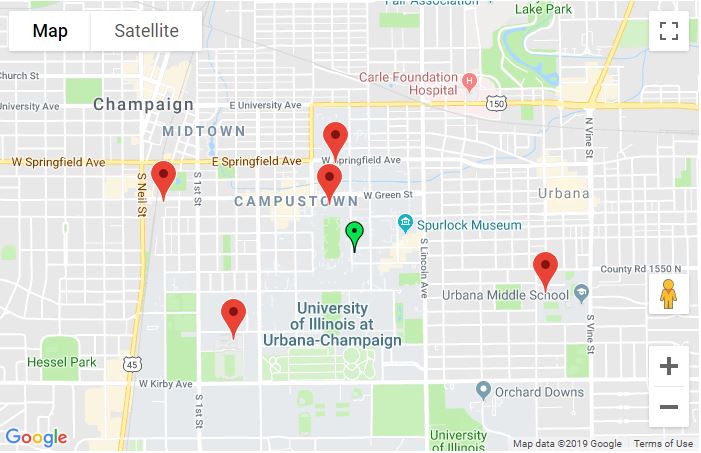 Fair Association
Lake Park
Map
Satellite
Church St
Carle Foundation
Hospital
H
University Ave
Champaign
E University Ave
150
MIDTOWN
N Vine St
W Springfield Ave
E Springfield Ave
W Springfield Ave
S Neil St
S 1st St
W Green St
CAMPUSTOWN
Urbana
Spurlock Museum
S Lincoln Ave
County Rd 1550 N
Urbana Middle School
University
of Illinois at
Urbana-Champaign
S Vine St
Hessel Park
45
W Kirby Ave
Orchard Downs
S 1st St
University
of Illinois
Google
Map data ©2019 Google
Terms of Use